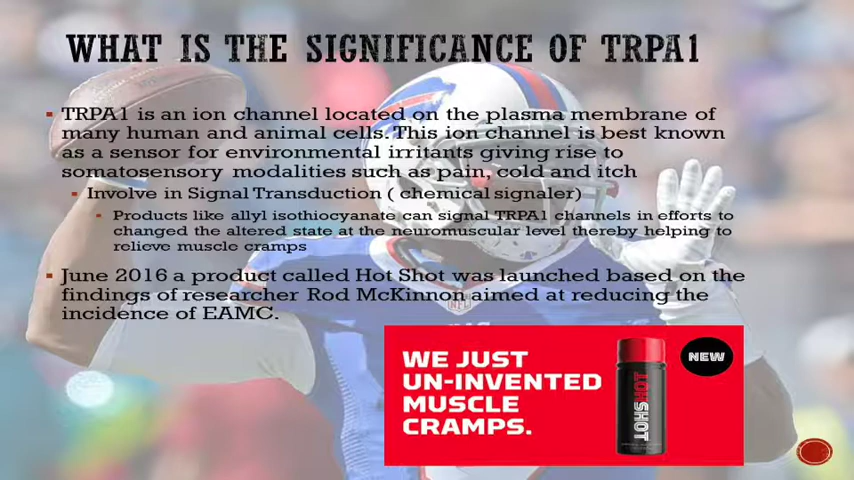 WHAT IS THE SIGNIFICANCE OF TRPA1
TRPA1 is an ion channel located on the plasma membrane of
many human and animal cells. This ion channel is best known
as a sensor for environmental irritants giving rise to
somatosensory modalities such as pain, cold and itch
Involve in Signal Transduction ( chemical signaler)
Products like allyl isothiocyanate can signal TRPA1 channels in efforts to
changed the altered state at the neuromuscular level thereby helping to
relieve muscle cramps
June 2016 a product called Hot Shot was launched based on the
findings of researcher Rod McKinnon aimed at reducing the
incidence of EAMC.
WE JUST
UN-INVENTED
MUSCLE
CRAMPS.
NEW
HOTSHOT